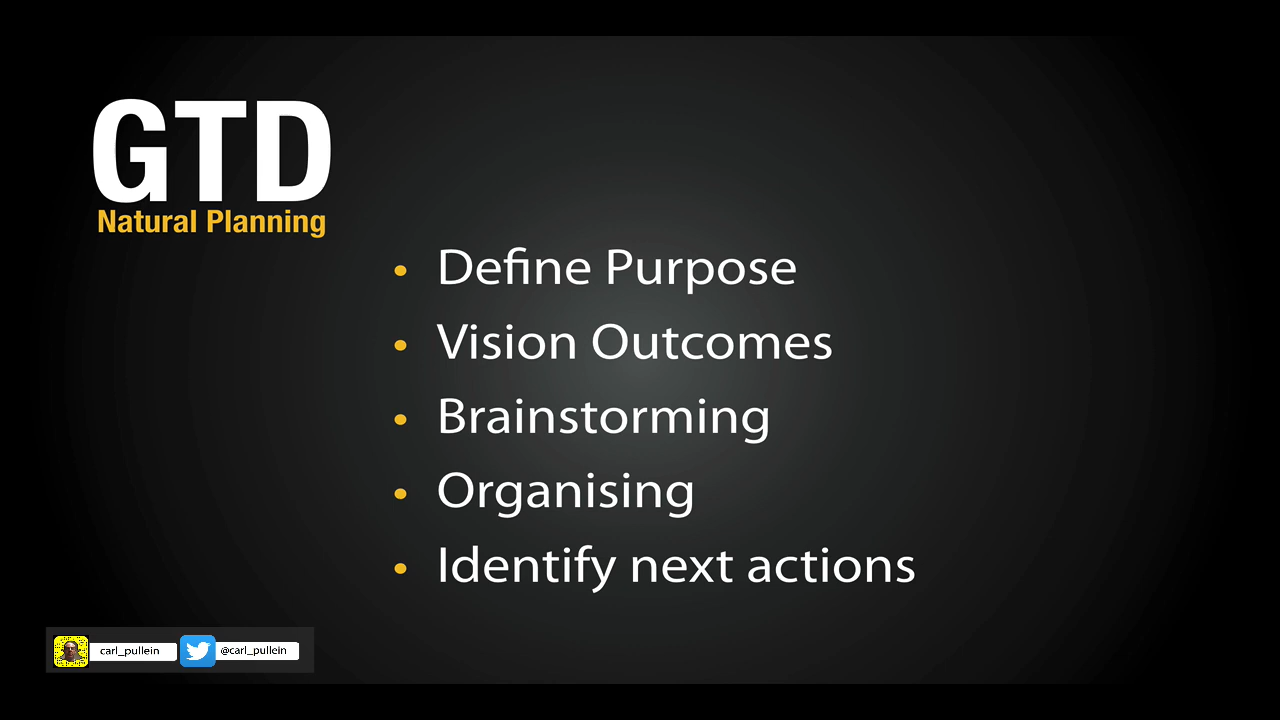 GTD
Natural Planning
• Define Purpose
• Vision Outcomes
• Brainstorming
• Organising
• Identify next actions
carl_pullein @carl_pullein